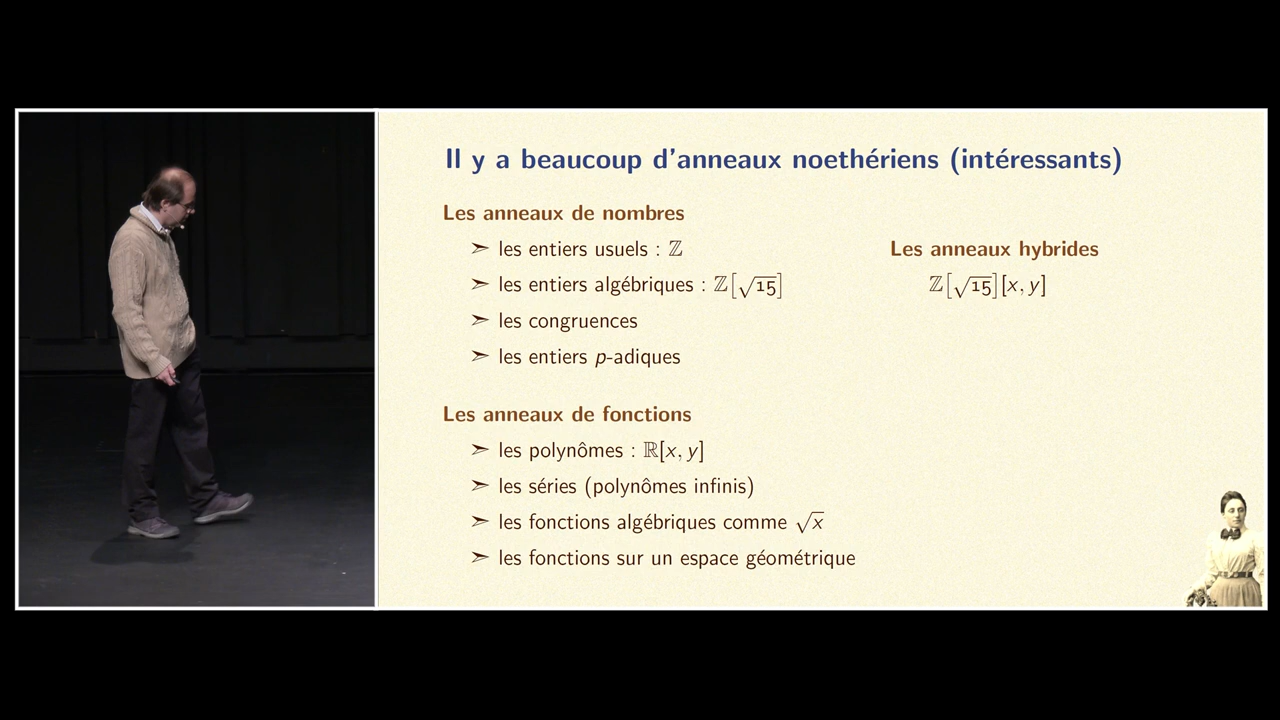 Il y a beaucoup d'anneaux noethériens (intéressants)
Les anneaux de nombres
➣ les entiers usuels : ℤ
➣ les entiers algébriques : ℤ[√15]
➣ les congruences
➣ les entiers p-adiques
Les anneaux de fonctions
➣ les polynômes : ℝ[x, y]
➣ les séries (polynômes infinis)
➣ les fonctions algébriques comme √x
➣ les fonctions sur un espace géométrique
Les anneaux hybrides
ℤ[√15][x, y]